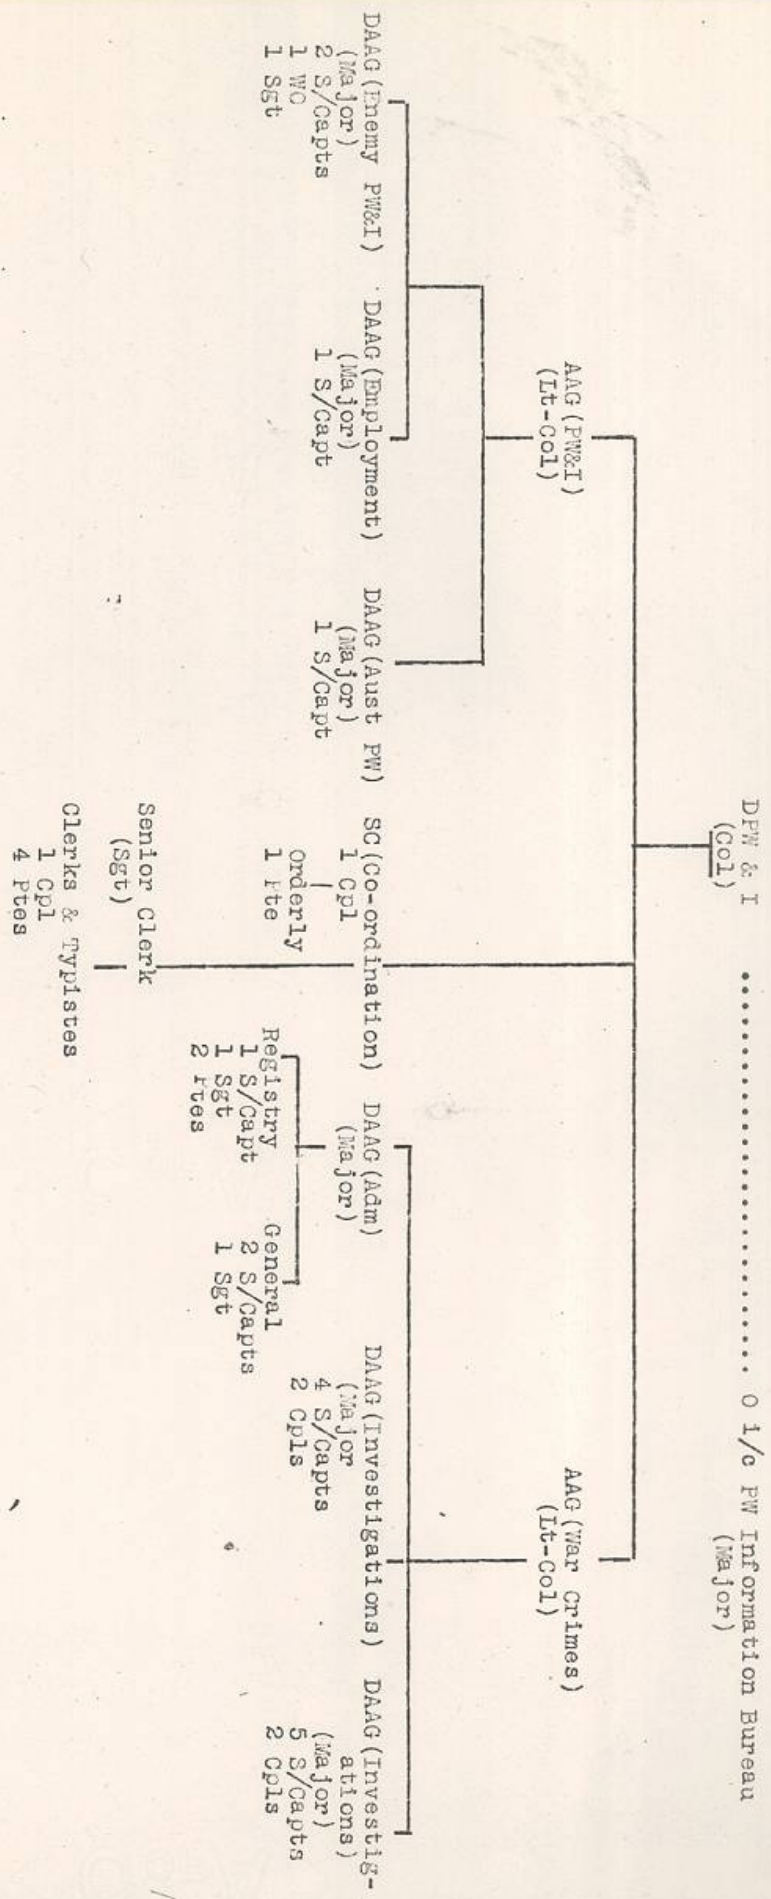 DPW & I .................................. O i/c PW Information Bureau
(Col)
(Major)
AAG (PW&I)
(Lt-Col)
AAG (War Crimes)
(Lt-Col)
DAAG (Enemy PW&I)
(Major)
2 S/Capts
1 WO
1 Sgt
DAAG (Employment)
(Major)
1 S/Capt
DAAG (Aust PW)
(Major)
1 S/Capt
SC (Co-ordination)
1 Cpl
Orderly
1 Pte
Senior Clerk
(Sgt)
Clerks & Typistes
1 Cpl
4 Ptes
DAAG (Adm)
(Major)
Registry
1 S/Capt
1 Sgt
2 Ptes
General
2 S/Capts
1 Sgt
DAAG (Investigations)
(Major
4 S/Capts
2 Cpls
DAAG (Investig-
ations)
(Major)
5 S/Capts
2 Cpls